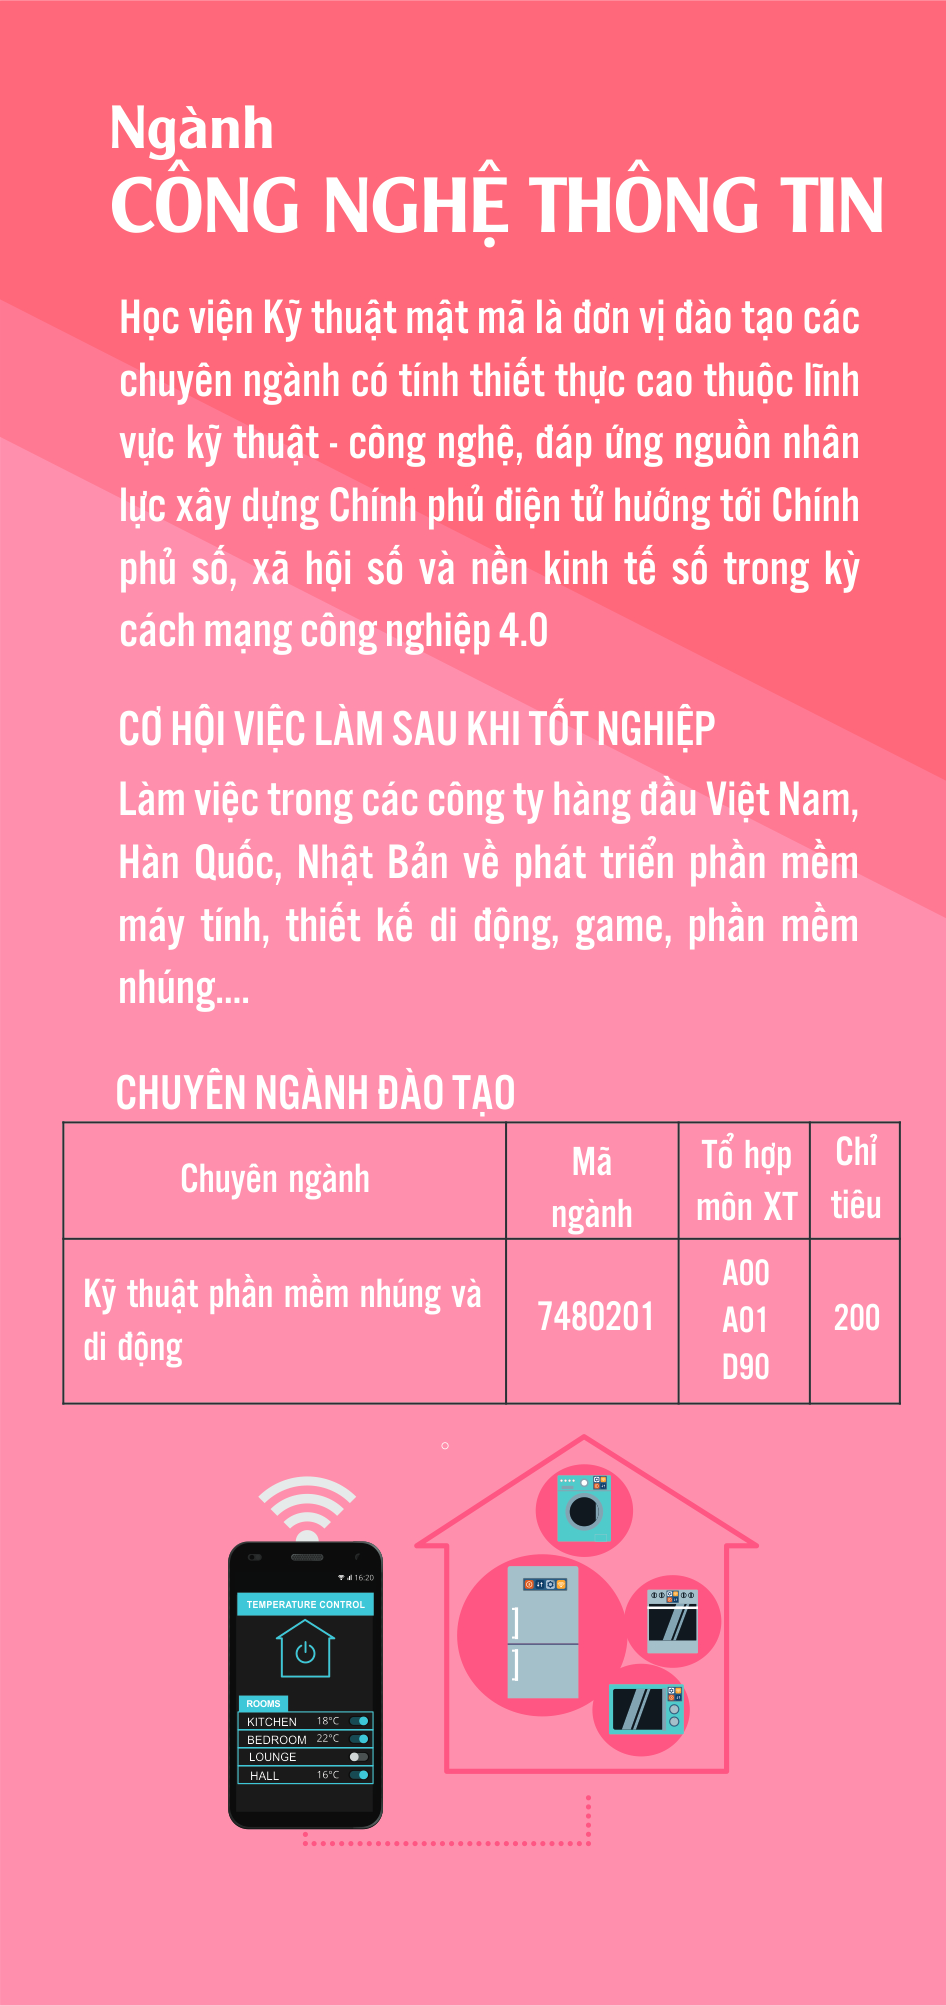 Ngành
CÔNG NGHỆ THÔNG TIN
Học viện Kỹ thuật mật mã là đơn vị đào tạo các
chuyên ngành có tính thiết thực cao thuộc lĩnh
vực kỹ thuật - công nghệ, đáp ứng nguồn nhân
lực xây dựng Chính phủ điện tử hướng tới Chính
phủ số, xã hội số và nền kinh tế số trong kỳ
cách mạng công nghiệp 4.0
CƠ HỘI VIỆC LÀM SAU KHI TỐT NGHIỆP
Làm việc trong các công ty hàng đầu Việt Nam,
Hàn Quốc, Nhật Bản về phát triển phần mềm
máy tính, thiết kế di động, game, phần mềm
nhúng....
CHUYÊN NGÀNH ĐÀO TẠO
Chuyên ngành
Mã
ngành
Tổ hợp
môn XT
Chỉ
tiêu
Kỹ thuật phần mềm nhúng và
di động
7480201
A00
A01
D90
200
16:20
TEMPERATURE CONTROL
ROOMS
KITCHEN 18°C
BEDROOM 22°C
LOUNGE
HALL 16°C